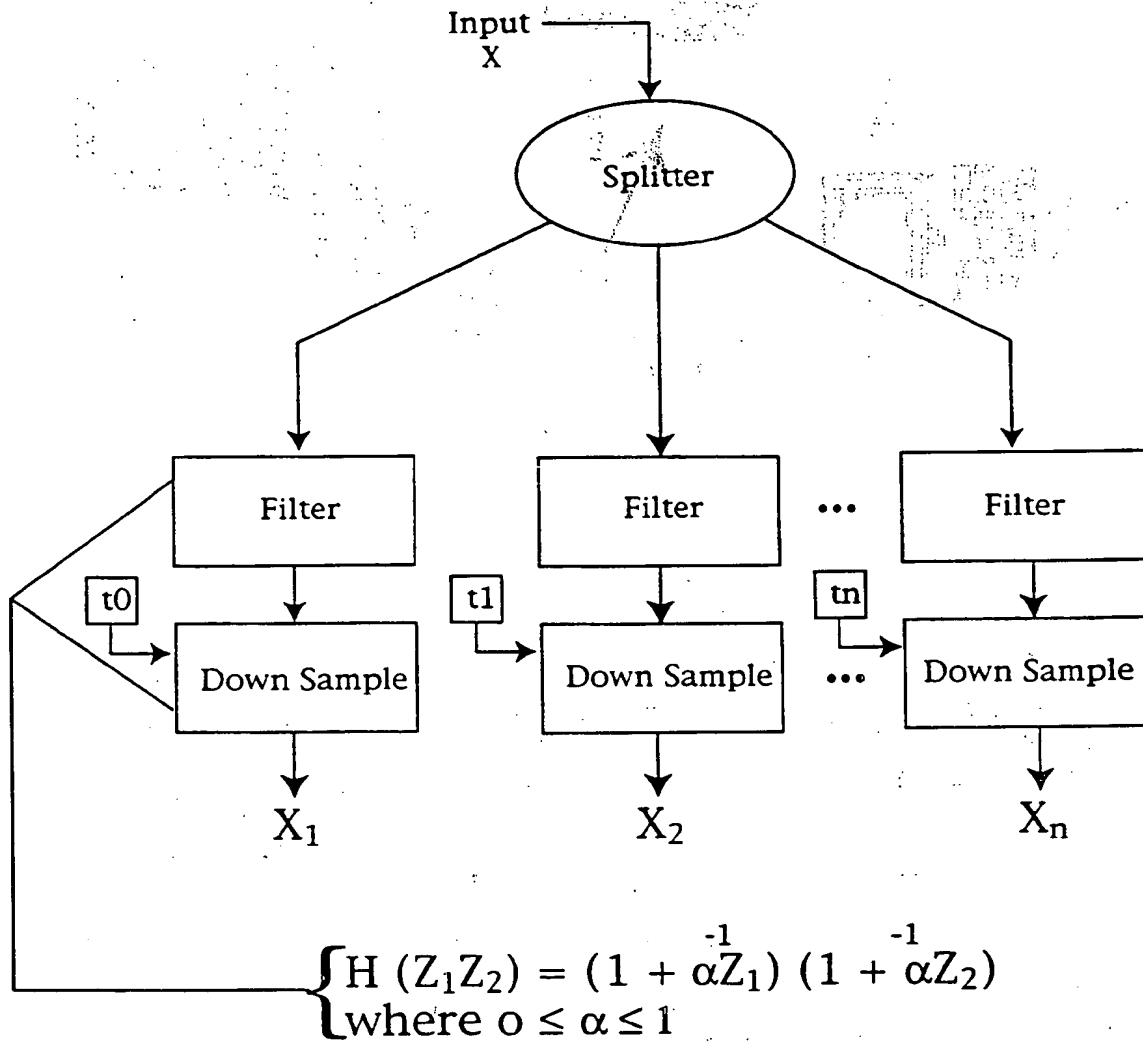 Input
X
Splitter
Filter
Filter
•••
Filter
t0
t1
tn
Down Sample
Down Sample
•••
Down Sample
X₁
X₂
Xₙ
H (Z₁Z₂) = (1 + αZ₁⁻¹) (1 + αZ₂⁻¹)
where o ≤ α ≤ 1